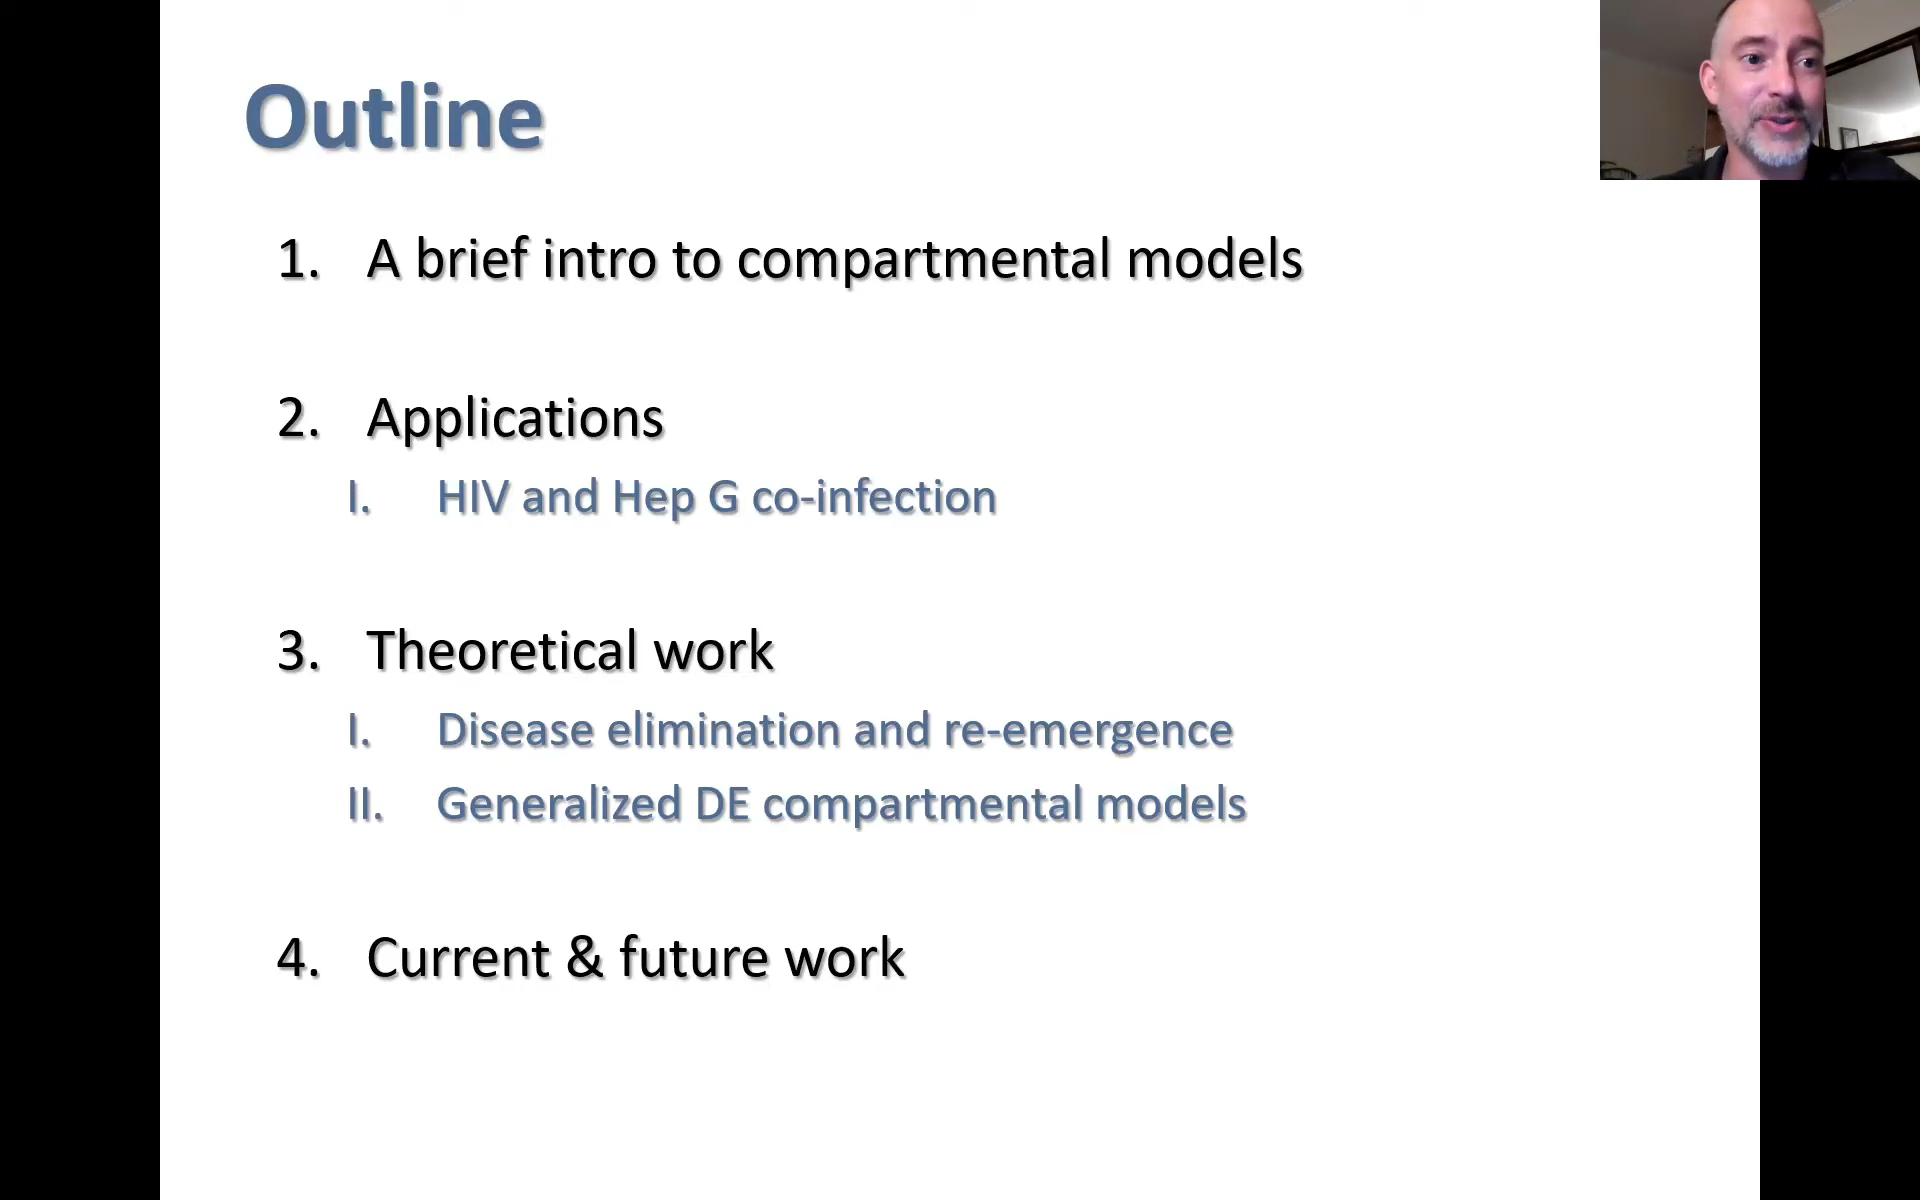 Outline
1. A brief intro to compartmental models
2. Applications
I. HIV and Hep G co-infection
3. Theoretical work
I. Disease elimination and re-emergence
II. Generalized DE compartmental models
4. Current & future work